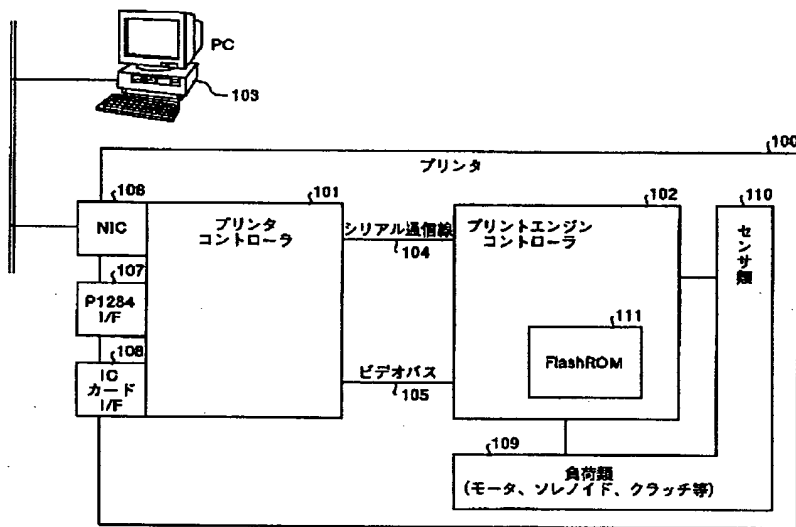 PC
103
100
プリンタ
106
NIC
101
プリンタ
コントローラ
シリアル通信線
104
102
プリントエンジン
コントローラ
110
センサ類
107
P1284
I/F
108
IC
カード
I/F
111
FlashROM
ビデオバス
105
109
負荷類
(モータ、ソレノイド、クラッチ等)